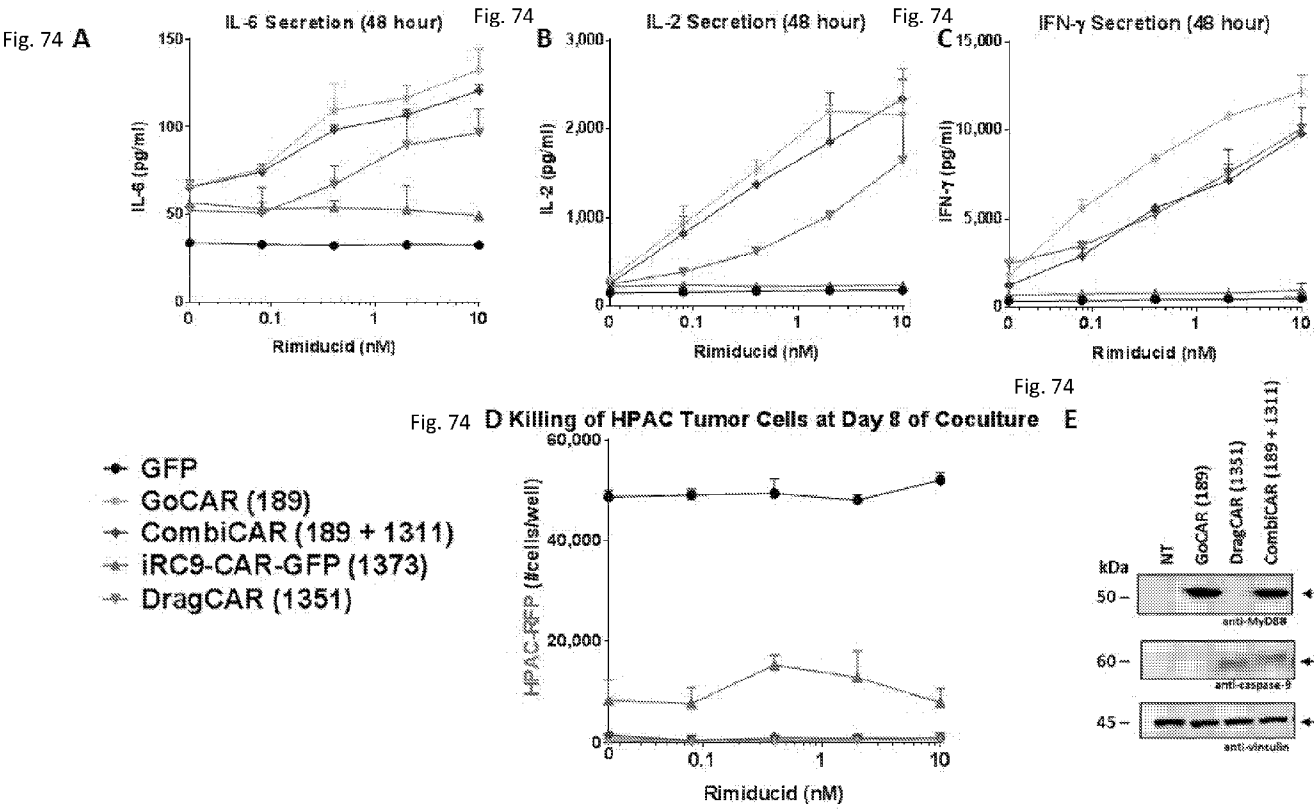 Fig. 74 A
IL-6 Secretion (48 hour)
150
100
50
0
IL-6 (pg/ml)
0 0.1 1 10
Rimiducid (nM)
Fig. 74
B
IL-2 Secretion (48 hour)
3,000
2,000
1,000
0
IL-2 (pg/ml)
0 0.1 1 10
Rimiducid (nM)
Fig. 74
C
IFN-γ Secretion (48 hour)
15,000
10,000
5,000
0
IFN-γ (pg/ml)
0 0.1 1 10
Rimiducid (nM)
GFP
GoCAR (189)
CombiCAR (189 + 1311)
iRC9-CAR-GFP (1373)
DragCAR (1351)
Fig. 74 D Killing of HPAC Tumor Cells at Day 8 of Coculture
60,000
40,000
20,000
0
HPAC-RFP (#cells/well)
0 0.1 1 10
Rimiducid (nM)
Fig. 74
E
NT
GoCAR (189)
DragCAR (1351)
CombiCAR (189 + 1311)
kDa
50 –
anti-MyD88
60 –
anti-caspase-9
45 –
anti-vinculin